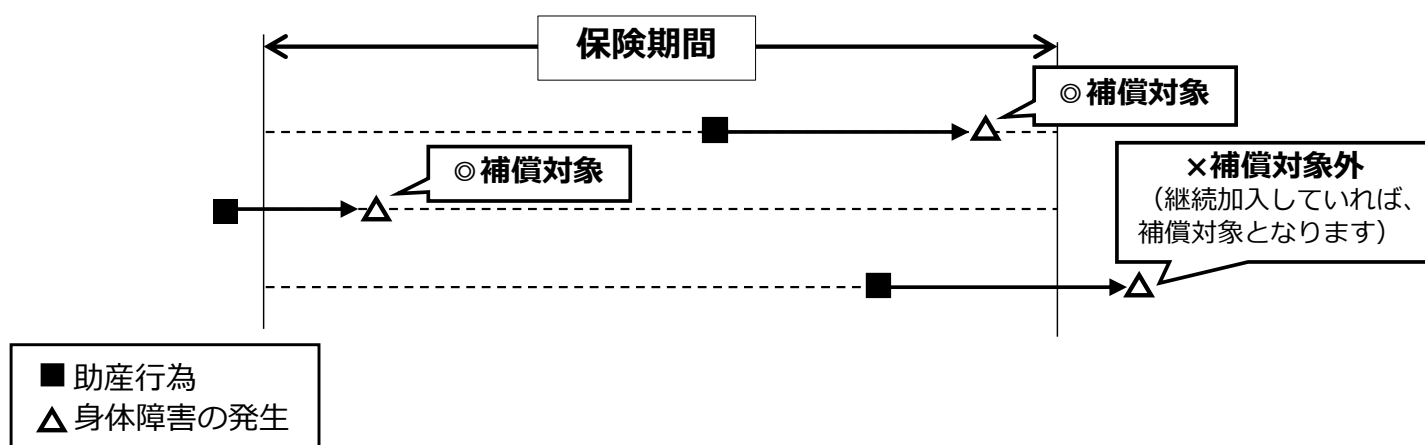 保険期間
◎補償対象
◎補償対象
×補償対象外
（継続加入していれば、
補償対象となります）
■ 助産行為
△ 身体障害の発生